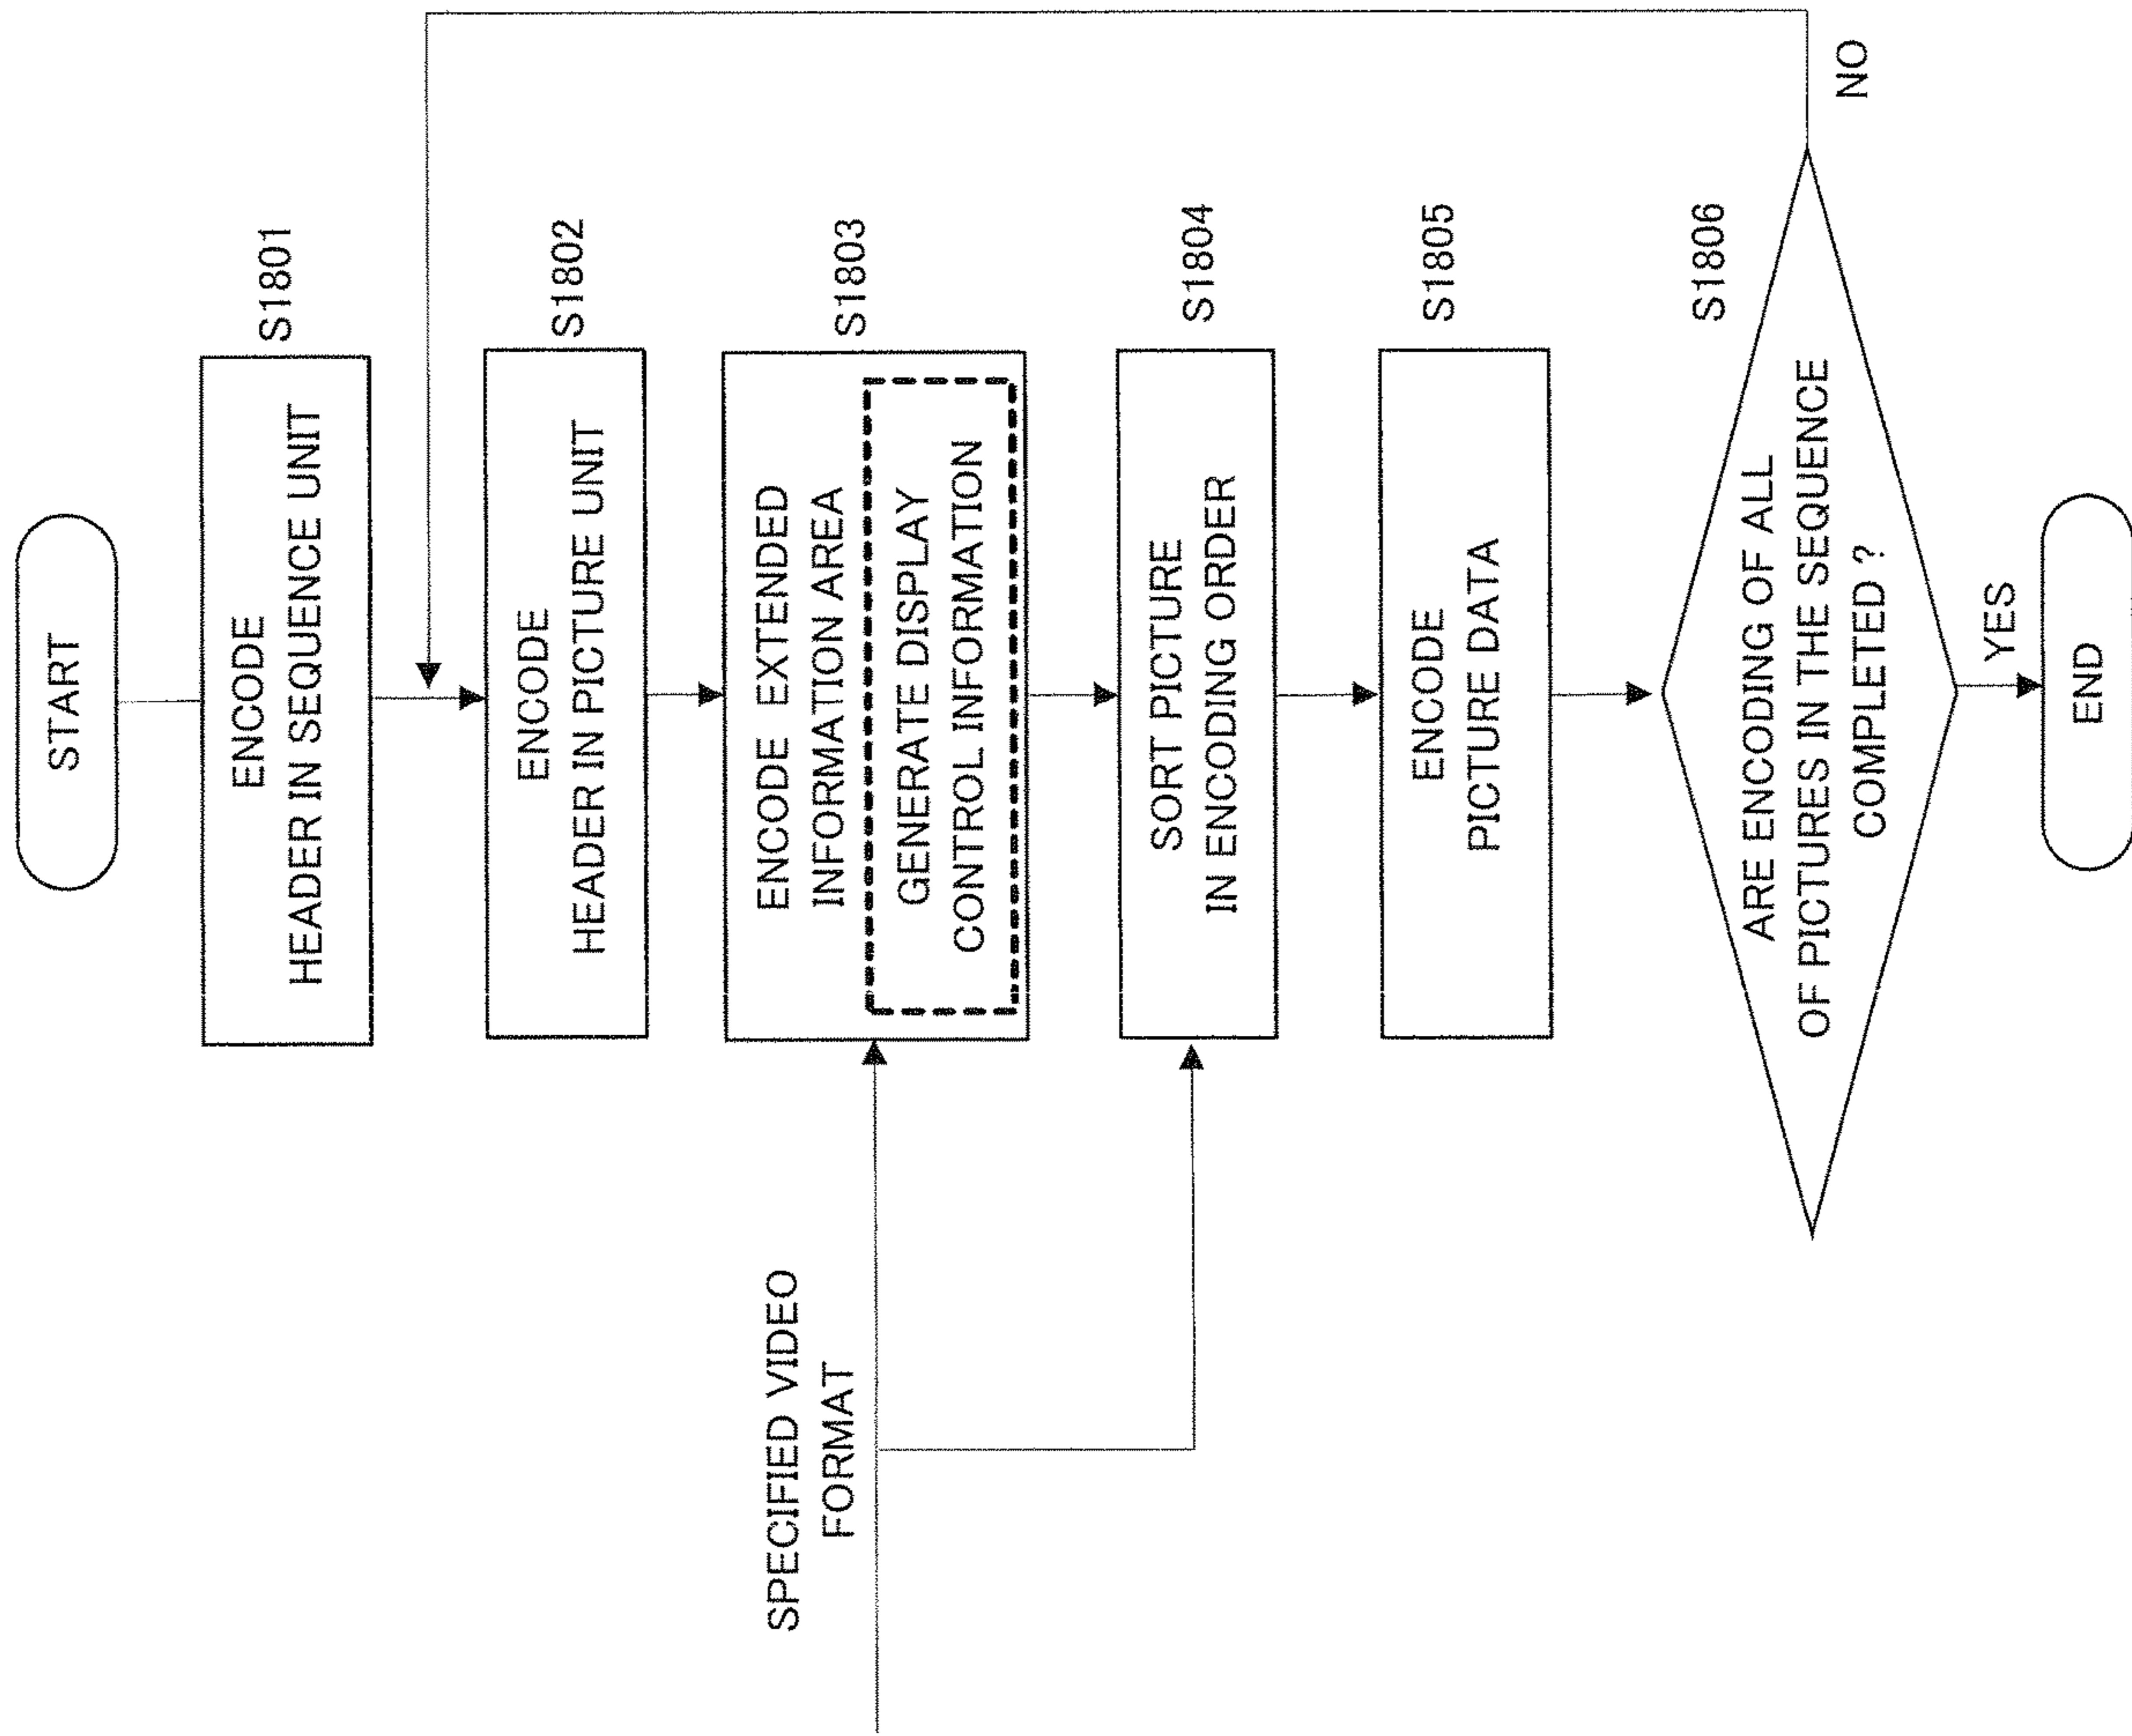 START
S1801
ENCODE
HEADER IN SEQUENCE UNIT
S1802
ENCODE
HEADER IN PICTURE UNIT
S1803
ENCODE EXTENDED
INFORMATION AREA
GENERATE DISPLAY
CONTROL INFORMATION
SPECIFIED VIDEO
FORMAT
S1804
SORT PICTURE
IN ENCODING ORDER
S1805
ENCODE
PICTURE DATA
S1806
ARE ENCODING OF ALL
OF PICTURES IN THE SEQUENCE
COMPLETED ?
NO
YES
END